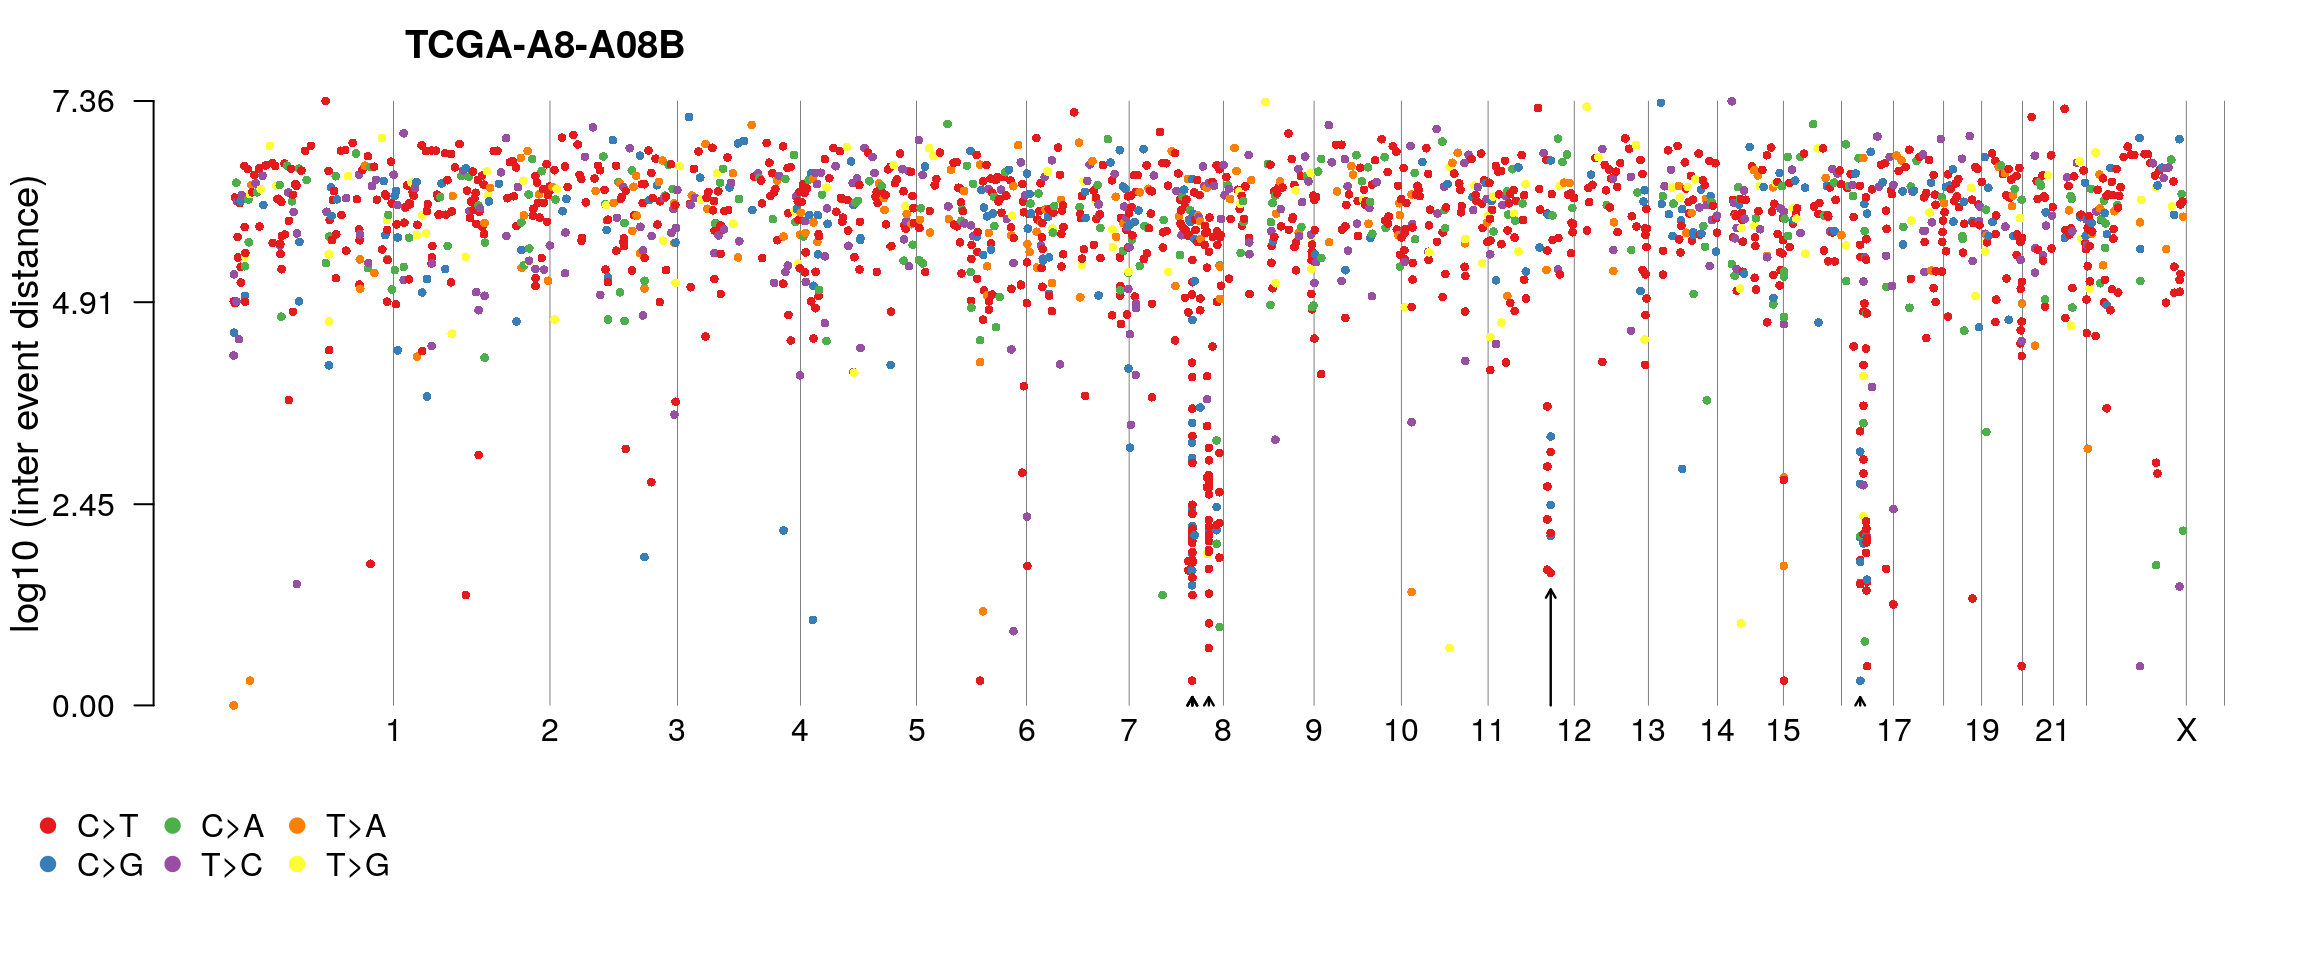 TCGA-A8-A08B
log10 (inter event distance)
7.36
4.91
2.45
0.00
1 2 3 4 5 6 7 8 9 10 11 12 13 14 15 17 19 21 X
C>T C>A T>A
C>G T>C T>G